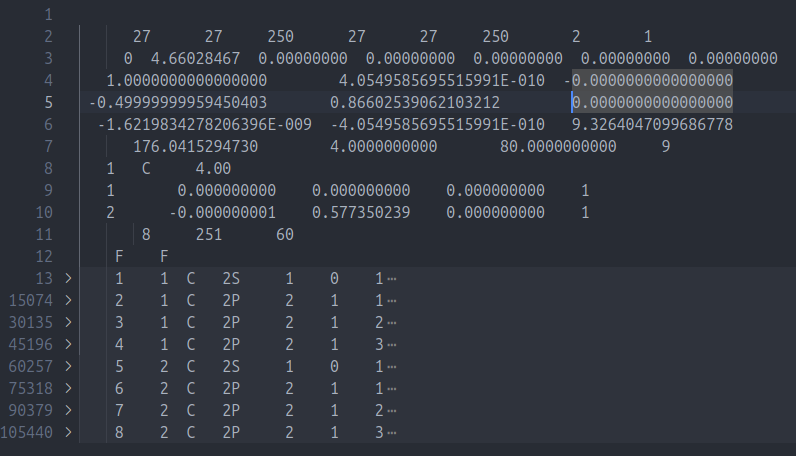 1
2 27 27 250 27 27 250 2 1
3 0 4.66028467 0.00000000 0.00000000 0.00000000 0.00000000 0.00000000
4 1.0000000000000000 4.0549585695515991E-010 -0.0000000000000000
5 -0.49999999959450403 0.86602539062103212 0.0000000000000000
6 -1.6219834278206396E-009 -4.0549585695515991E-010 9.3264047099686778
7 176.0415294730 4.0000000000 80.0000000000 9
8 1 C 4.00
9 1 0.000000000 0.000000000 0.000000000 1
10 2 -0.000000001 0.577350239 0.000000000 1
11 8 251 60
12 F F
13 > 1 1 C 2S 1 0 1⋯
15074 > 2 1 C 2P 2 1 1⋯
30135 > 3 1 C 2P 2 1 2⋯
45196 > 4 1 C 2P 2 1 3⋯
60257 > 5 2 C 2S 1 0 1⋯
75318 > 6 2 C 2P 2 1 1⋯
90379 > 7 2 C 2P 2 1 2⋯
105440 > 8 2 C 2P 2 1 3⋯